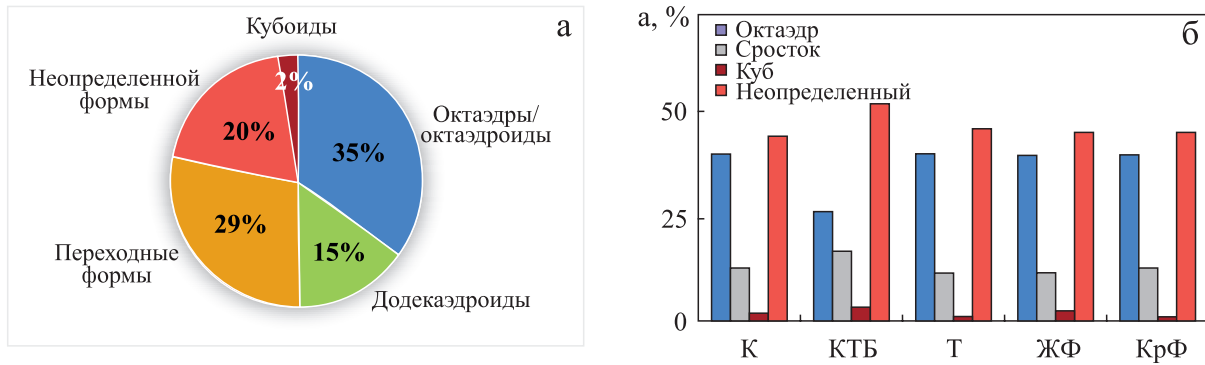 а
Кубоиды
2%
Неопределенной
формы
20%
Октаэдры/
октаэдроиды
35%
29%
15%
Переходные
формы
Додекаэдроиды
а, %
б
Октаэдр
Сросток
Куб
Неопределенный
50
25
0
К КТБ Т ЖФ КрФ